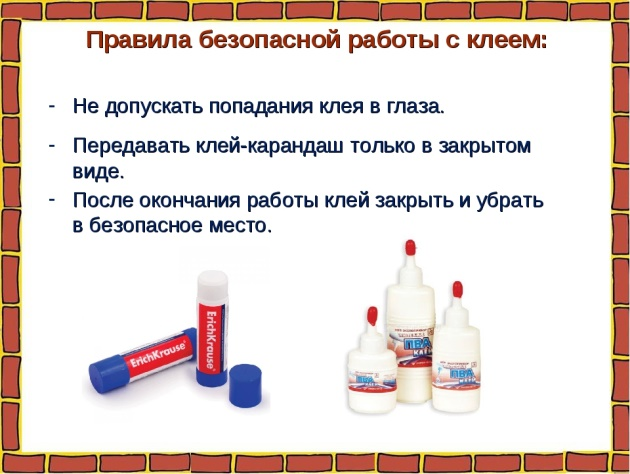 Правила безопасной работы с клеем:
- Не допускать попадания клея в глаза.
- Передавать клей-карандаш только в закрытом
виде.
- После окончания работы клей закрыть и убрать
в безопасное место.
ErichKrause
ErichKrause
ПВА
КЛЕЙ
ПВА
ПВА